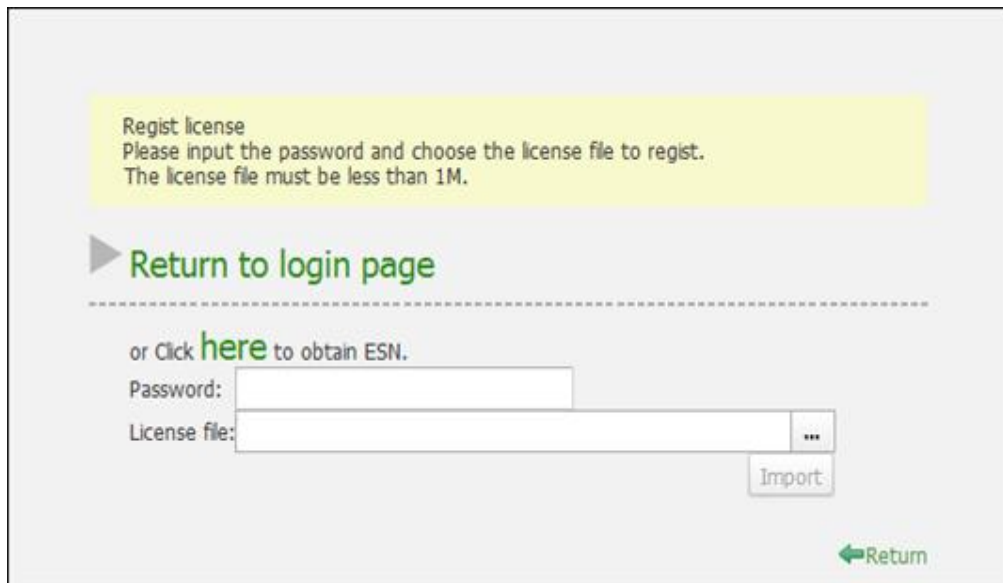 Regist license
Please input the password and choose the license file to regist.
The license file must be less than 1M.
Return to login page
or Click here to obtain ESN.
Password:
License file:
...
Import
Return